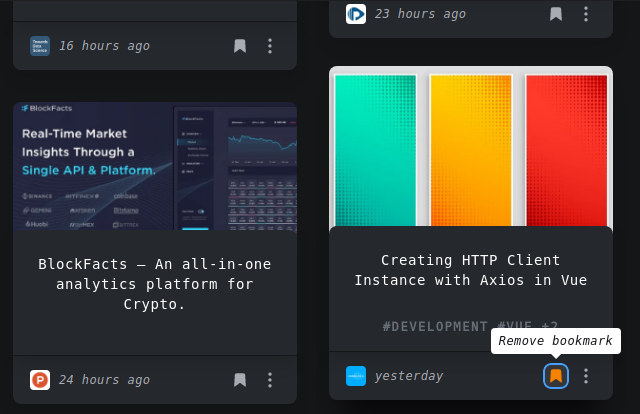 Towards
Data
Science
16 hours ago
23 hours ago
BlockFacts
Real-Time Market
Insights Through a
Single API & Platform.
BINANCE
coinbase
GEMINI
Bitstamp
Huobi
BITTREX
BlockFacts — An all-in-one
analytics platform for
Crypto.
24 hours ago
Creating HTTP Client
Instance with Axios in Vue
#DEVELOPMENT #VUE +2
Remove bookmark
yesterday